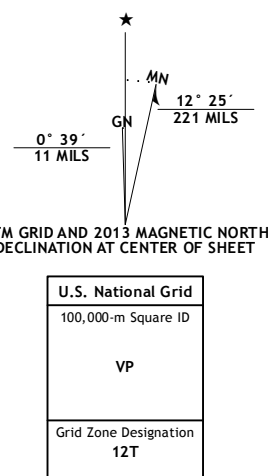 ★
MN
GN
12° 25´
221 MILS
0° 39´
11 MILS
TM GRID AND 2013 MAGNETIC NORTH
DECLINATION AT CENTER OF SHEET
U.S. National Grid
100,000-m Square ID
VP
Grid Zone Designation
12T